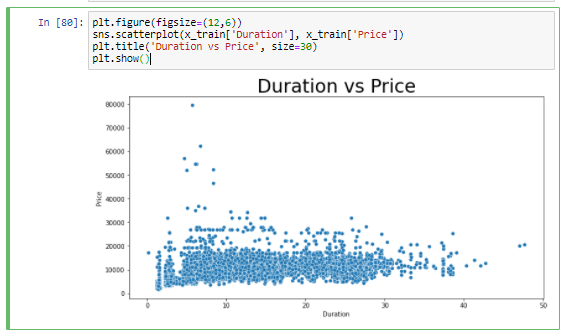 In [80]: plt.figure(figsize=(12,6))
sns.scatterplot(x_train['Duration'], x_train['Price'])
plt.title('Duration vs Price', size=30)
plt.show()
Duration vs Price
80000
70000
60000
50000
40000
30000
20000
10000
0
Price
0 10 20 30 40 50
Duration